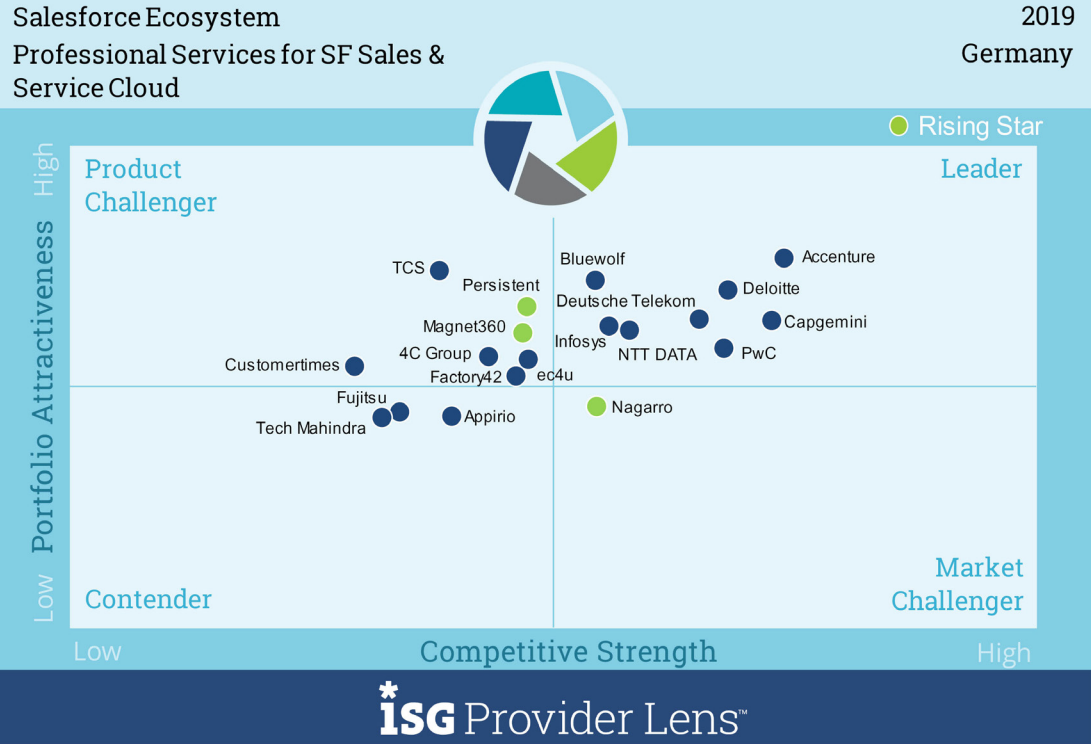 Salesforce Ecosystem
2019
Professional Services for SF Sales &
Service Cloud
Germany
Rising Star
High
Product
Challenger
Leader
Portfolio Attractiveness
TCS
Persistent
Magnet360
4C Group
Factory42
ec4u
Customertimes
Fujitsu
Tech Mahindra
Appirio
Bluewolf
Accenture
Deloitte
Deutsche Telekom
Capgemini
Infosys
NTT DATA
PwC
Nagarro
Low
Contender
Market
Challenger
Low
Competitive Strength
High
ISG Provider Lens™